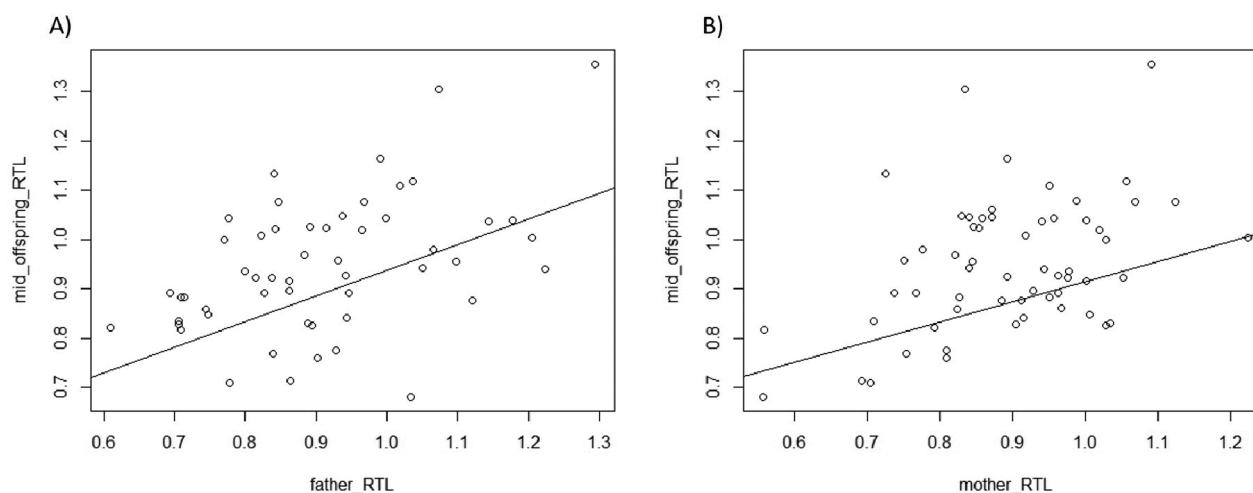 A)
mid_offspring_RTL
1.3
1.2
1.1
1.0
0.9
0.8
0.7
0.6 0.7 0.8 0.9 1.0 1.1 1.2 1.3
father_RTL
B)
mid_offspring_RTL
1.3
1.2
1.1
1.0
0.9
0.8
0.7
0.6 0.7 0.8 0.9 1.0 1.1 1.2
mother_RTL